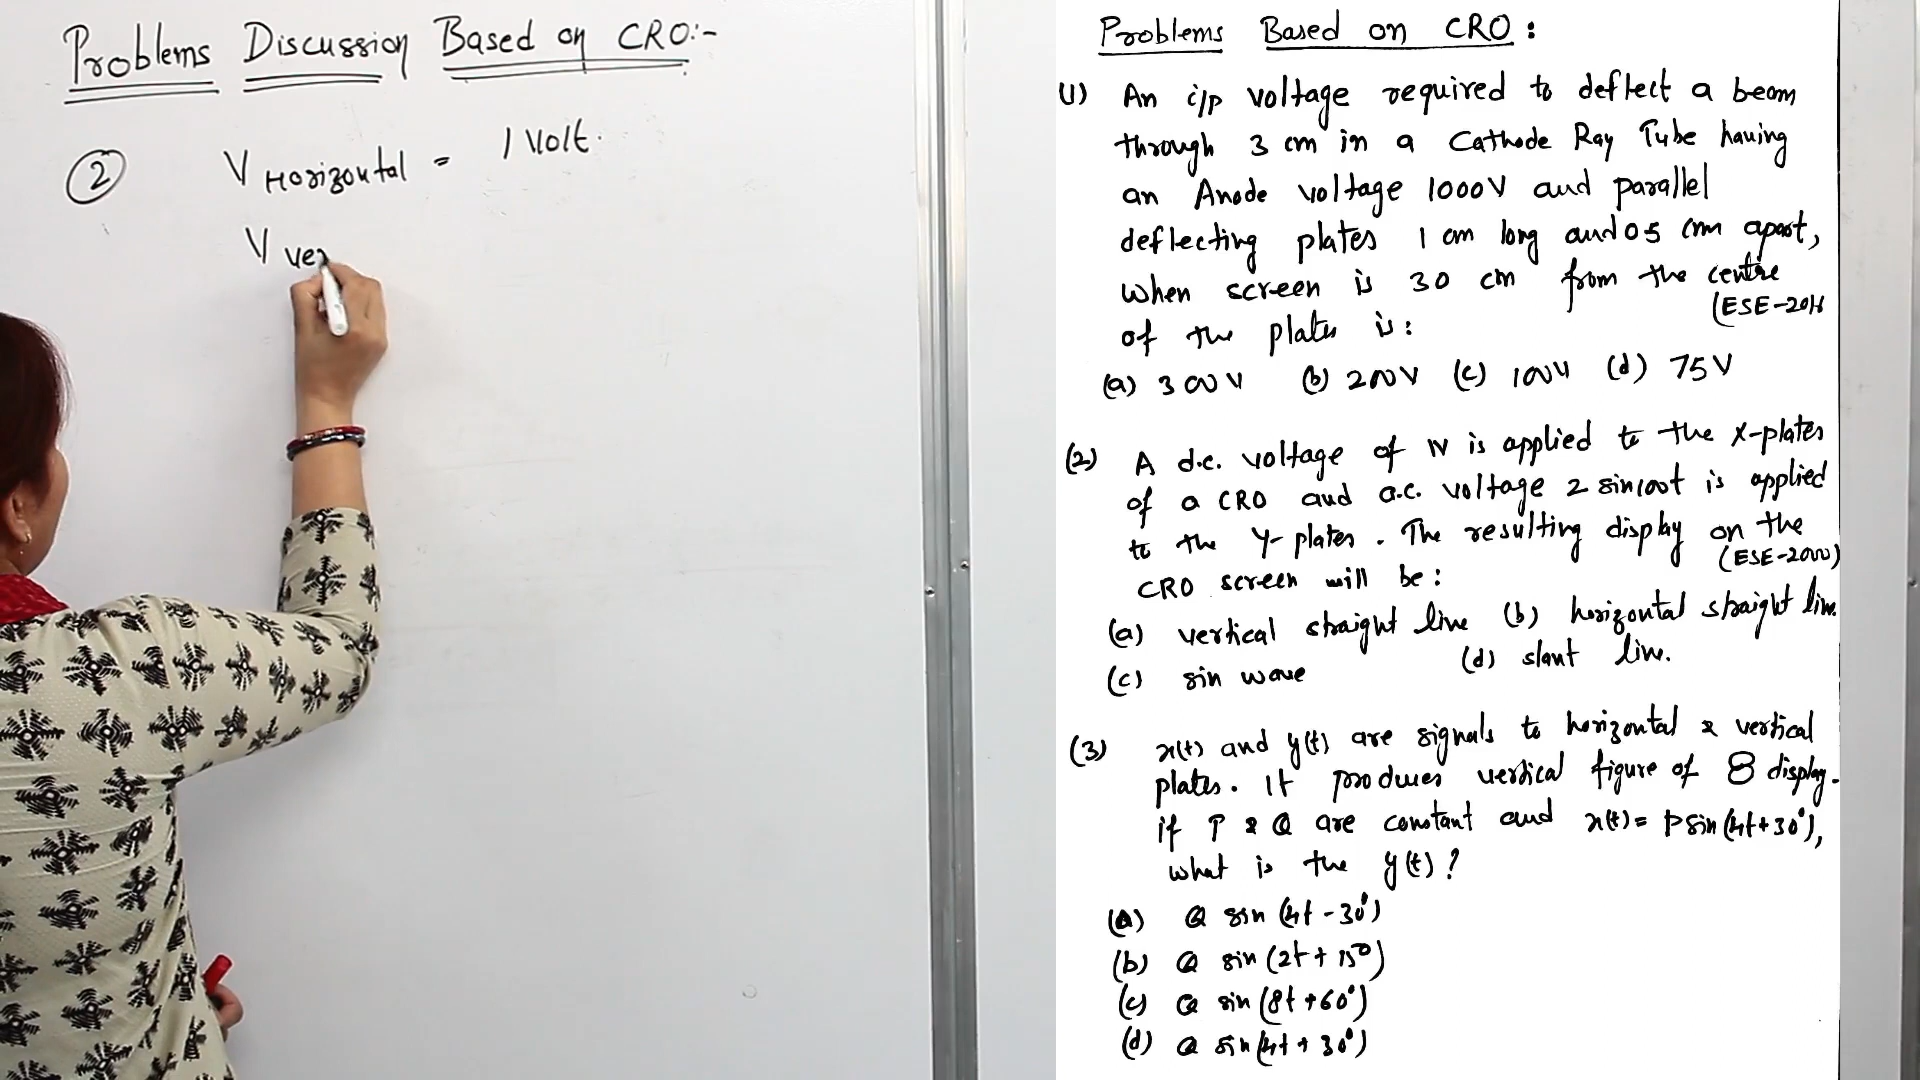 Problems Discussion Based on CRO:-
② V Horizontal = 1 Volt.
V ver
Problems Based on CRO :
(1) An i/p voltage required to deflect a beam
through 3 cm in a Cathode Ray Tube having
an Anode voltage 1000V and parallel
deflecting plates 1 cm long and 0.5 cm apart,
when screen is 30 cm from the centre
of the plates is: (ESE-2011
(a) 300V (b) 200V (c) 100V (d) 75V
(2) A d.c. voltage of 1V is applied to the X-plates
of a CRO and a.c. voltage 2 sin100t is applied
to the Y-plates. The resulting display on the
CRO screen will be: (ESE-2000)
(a) vertical straight line (b) horizontal straight line.
(c) sin wave (d) slant line.
(3) x(t) and y(t) are signals to horizontal & vertical
plates. It produces vertical figure of 8 display.
if P & Q are constant and x(t) = P sin(4t+30°),
what is the y(t)?
(a) Q sin (4t-30°)
(b) Q sin (2t+15°)
(c) Q sin (8t+60°)
(d) Q sin (4t+30°)